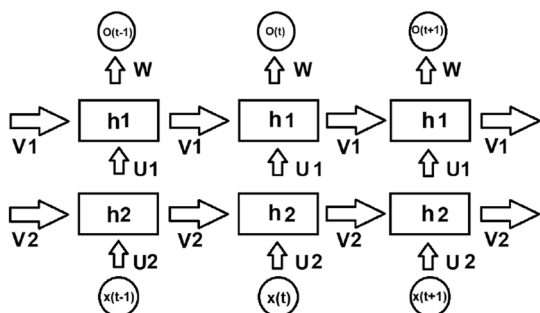 O(t-1) O(t) O(t+1)
W W W
h1 h1 h1
V1 V1 V1 V1
U1 U1 U1
h2 h2 h2
V2 V2 V2 V2
U2 U2 U2
x(t-1) x(t) x(t+1)